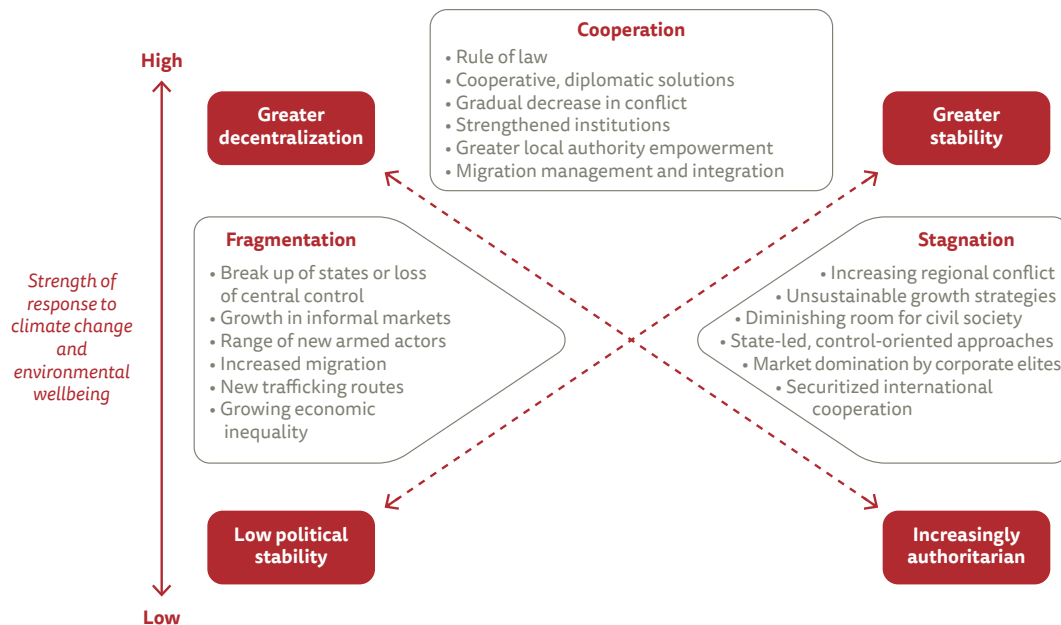 High
Strength of
response to
climate change
and
environmental
wellbeing
Low
Cooperation
• Rule of law
• Cooperative, diplomatic solutions
• Gradual decrease in conflict
• Strengthened institutions
• Greater local authority empowerment
• Migration management and integration
Greater
decentralization
Greater
stability
Fragmentation
• Break up of states or loss
of central control
• Growth in informal markets
• Range of new armed actors
• Increased migration
• New trafficking routes
• Growing economic
inequality
Stagnation
• Increasing regional conflict
• Unsustainable growth strategies
• Diminishing room for civil society
• State-led, control-oriented approaches
• Market domination by corporate elites
• Securitized international
cooperation
Low political
stability
Increasingly
authoritarian